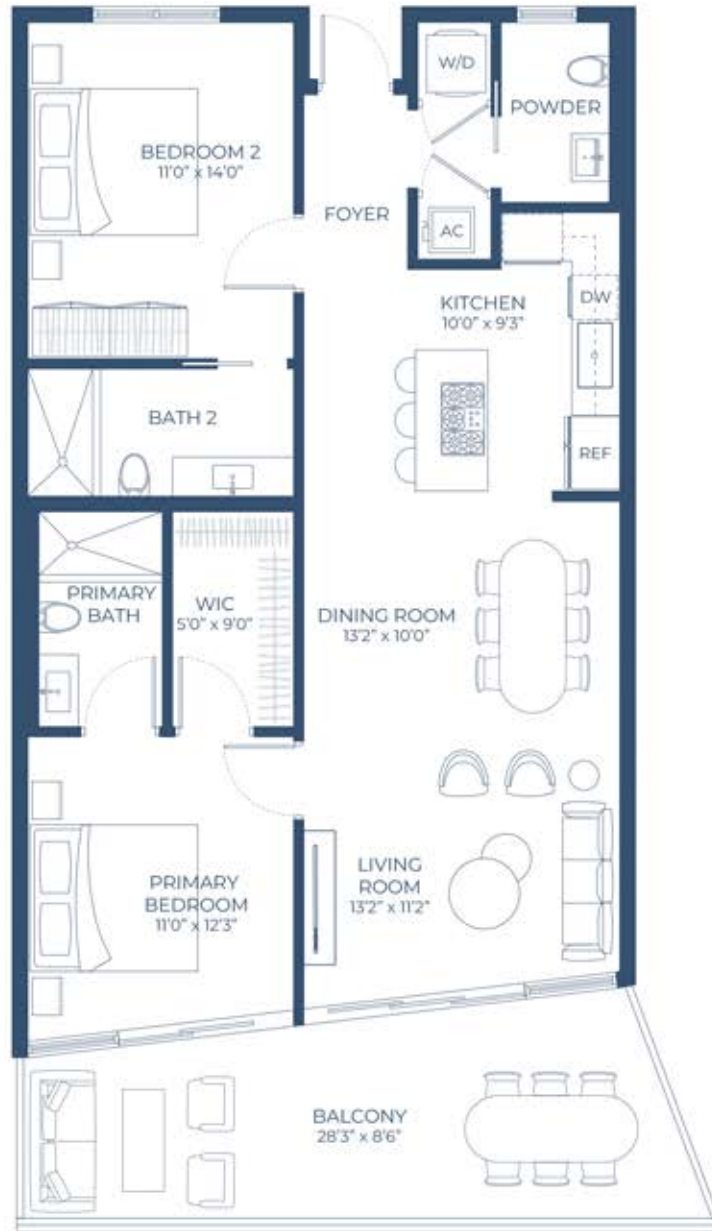 W/D
POWDER
BEDROOM 2
11'0" x 14'0"
FOYER
AC
KITCHEN
10'0" x 9'3"
DW
REF
BATH 2
PRIMARY
BATH
WIC
5'0" x 9'0"
DINING ROOM
13'2" x 10'0"
LIVING
ROOM
13'2" x 11'2"
PRIMARY
BEDROOM
11'0" x 12'3"
BALCONY
28'3" x 8'6"